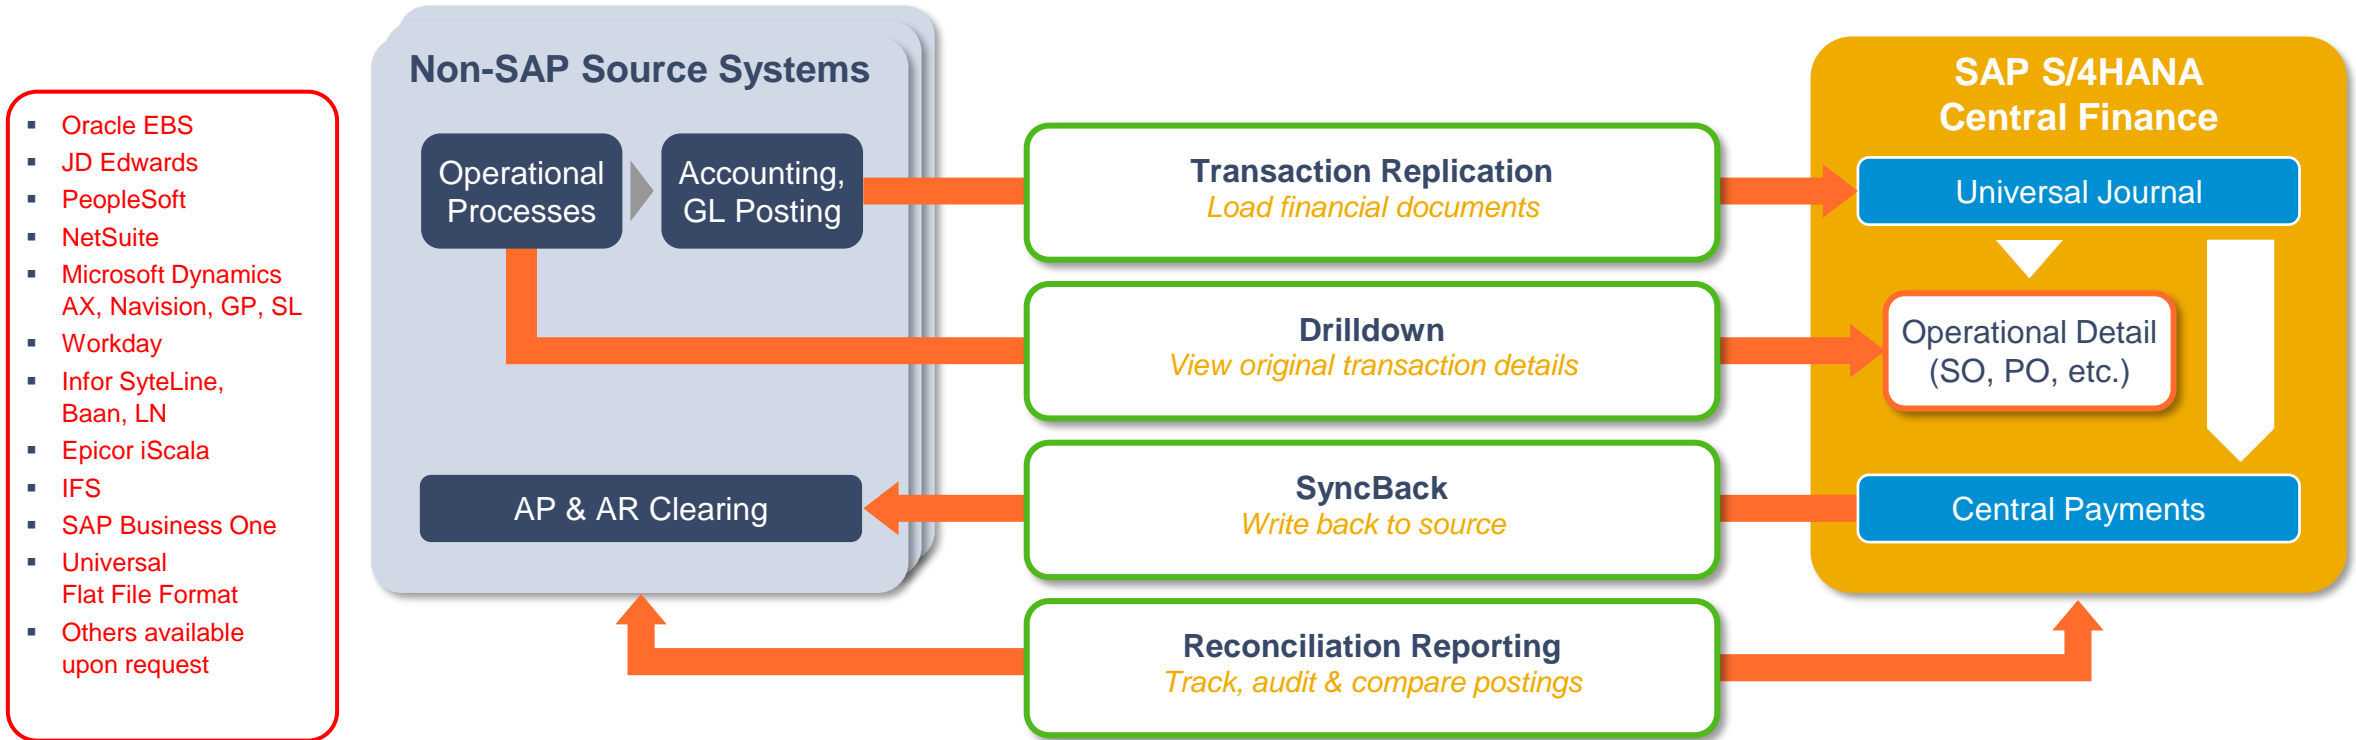 Oracle EBS
JD Edwards
PeopleSoft
NetSuite
Microsoft Dynamics
AX, Navision, GP, SL
Workday
Infor SyteLine,
Baan, LN
Epicor iScala
IFS
SAP Business One
Universal
Flat File Format
Others available
upon request
Non-SAP Source Systems
Operational
Processes
Accounting,
GL Posting
AP & AR Clearing
Transaction Replication
Load financial documents
Drilldown
View original transaction details
SyncBack
Write back to source
Reconciliation Reporting
Track, audit & compare postings
SAP S/4HANA
Central Finance
Universal Journal
Operational Detail
(SO, PO, etc.)
Central Payments